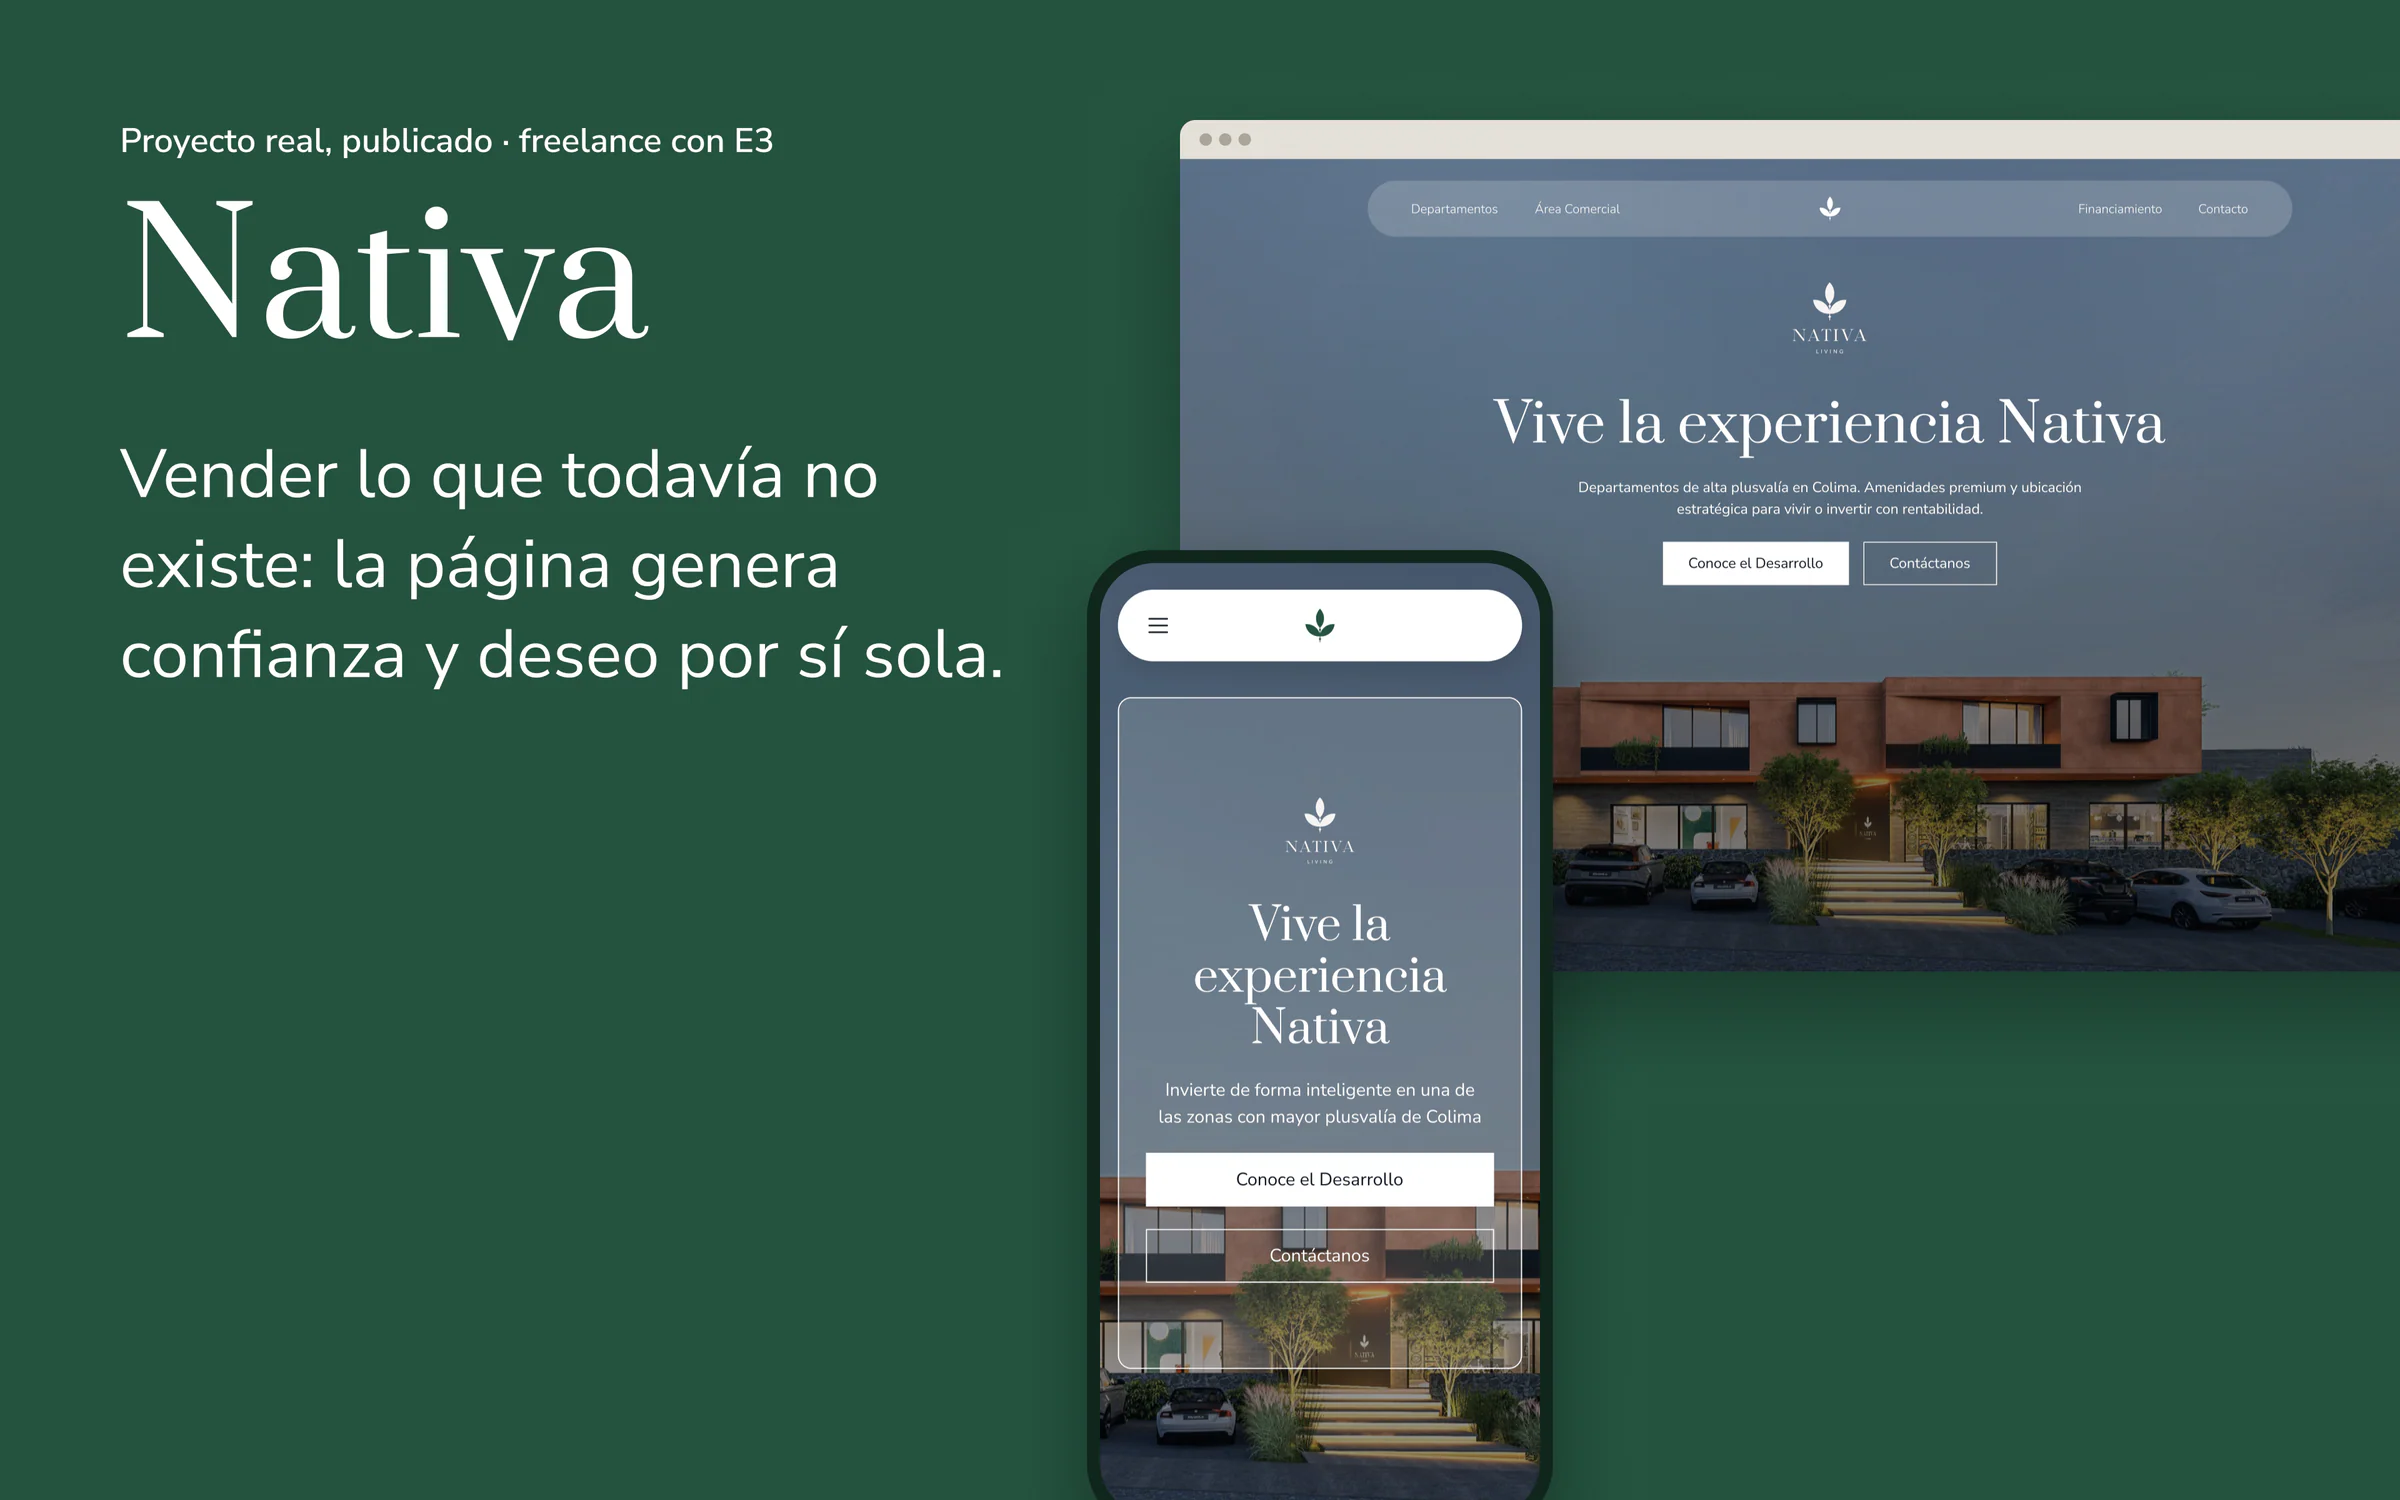 Proyecto real, publicado · freelance con E3
Nativa
Vender lo que todavía no
existe: la página genera
confianza y deseo por sí sola.
Departamentos
Área Comercial
Financiamiento
Contacto
NATIVA
LIVING
Vive la experiencia Nativa
Departamentos de alta plusvalía en Colima. Amenidades premium y ubicación
estratégica para vivir o invertir con rentabilidad.
Conoce el Desarrollo
Contáctanos
NATIVA
LIVING
Vive la
experiencia
Nativa
Invierte de forma inteligente en una de
las zonas con mayor plusvalía de Colima
Conoce el Desarrollo
Contáctanos
NATIVA